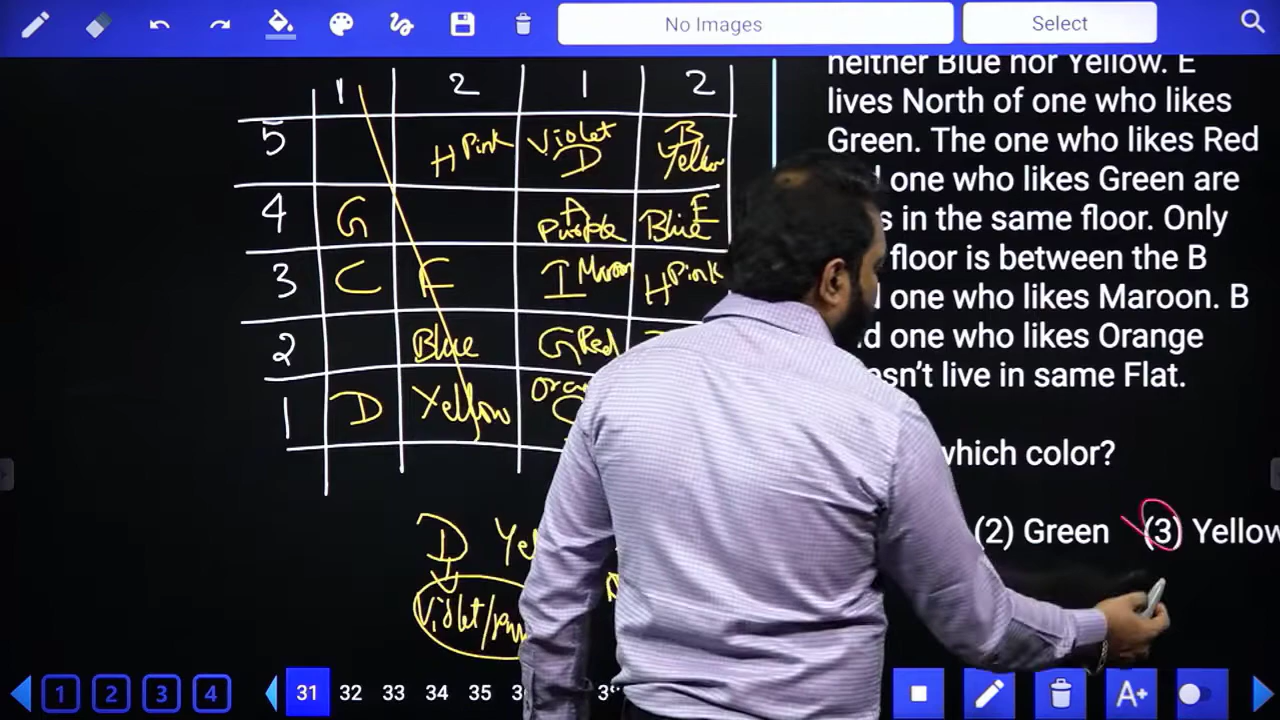 No Images
Select
1 2 1 2
5 H Pink Violet D B Yellow
4 G A Purple Blue E
3 C F I Maroon H Pink
2 Blue G Red
1 D Yellow
D
Violet/
neither Blue nor Yellow. E
lives North of one who likes
Green. The one who likes Red
one who likes Green are
in the same floor. Only
floor is between the B
one who likes Maroon. B
one who likes Orange
doesn't live in same Flat.
which color?
(2) Green (3) Yellow
1 2 3 4 31 32 33 34 35
A+